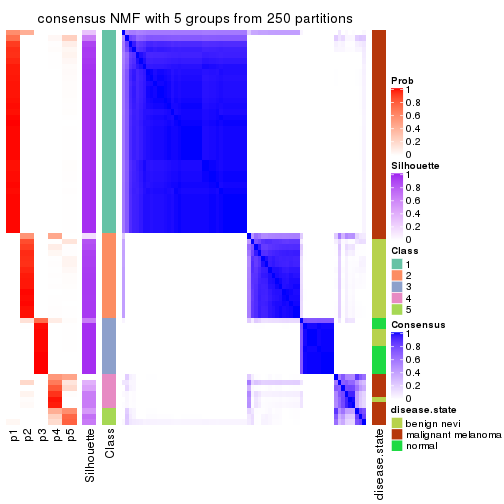 consensus NMF with 5 groups from 250 partitions
Prob
1
0.8
0.6
0.4
0.2
0
Silhouette
1
0.8
0.6
0.4
0.2
0
Class
1
2
3
4
5
Consensus
1
0.8
0.6
0.4
0.2
0
disease.state
benign nevi
malignant melanoma
normal
p1
p2
p3
p4
p5
Silhouette
Class
disease.state